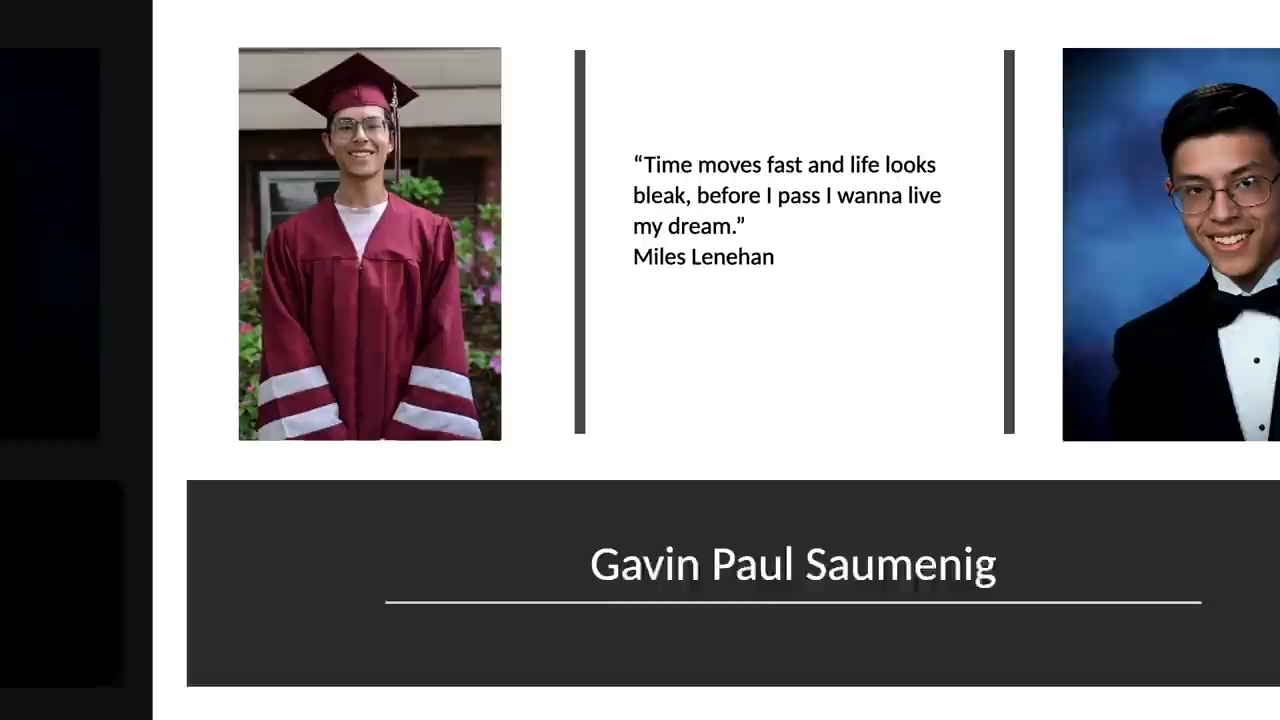 “Time moves fast and life looks
bleak, before I pass I wanna live
my dream.”
Miles Lenehan
Gavin Paul Saumenig